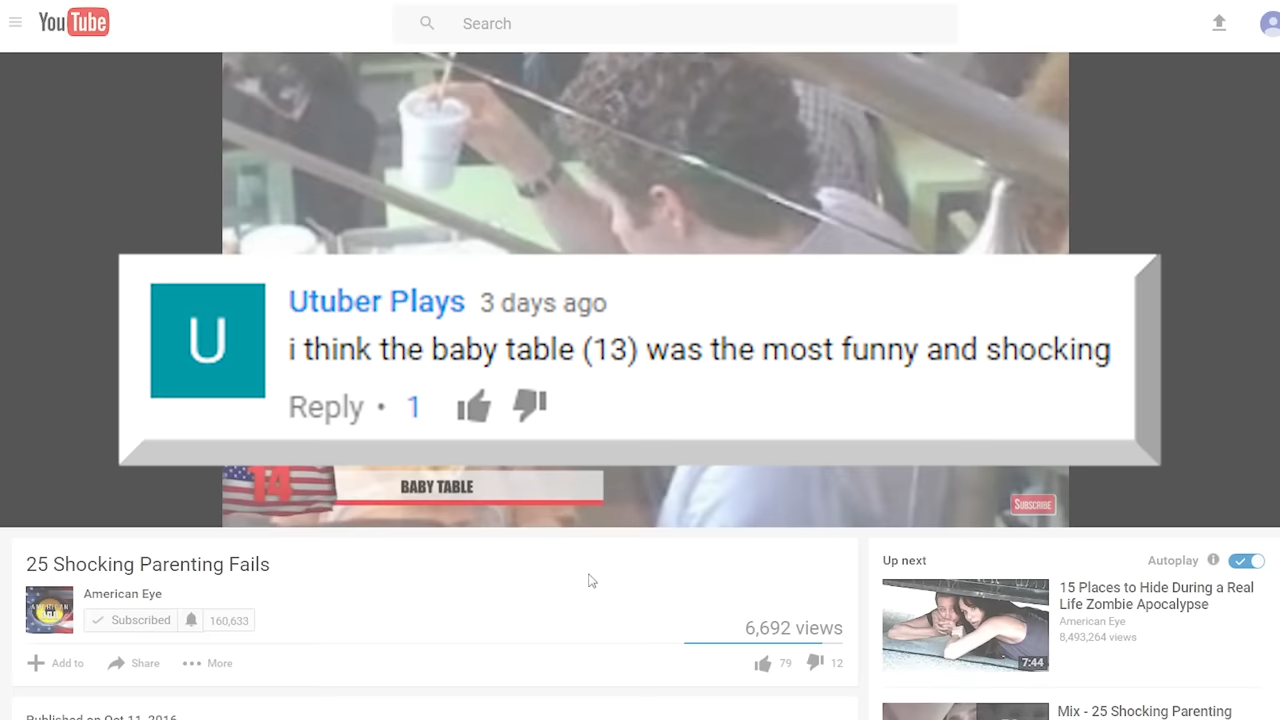 YouTube
Search
Utuber Plays 3 days ago
i think the baby table (13) was the most funny and shocking
Reply • 1
14
BABY TABLE
SUBSCRIBE
25 Shocking Parenting Fails
American Eye
Subscribed 160,633
6,692 views
Add to Share More
79 12
Published on Oct 11, 2016
Up next
Autoplay
15 Places to Hide During a Real
Life Zombie Apocalypse
American Eye
8,493,264 views
7:44
Mix - 25 Shocking Parenting